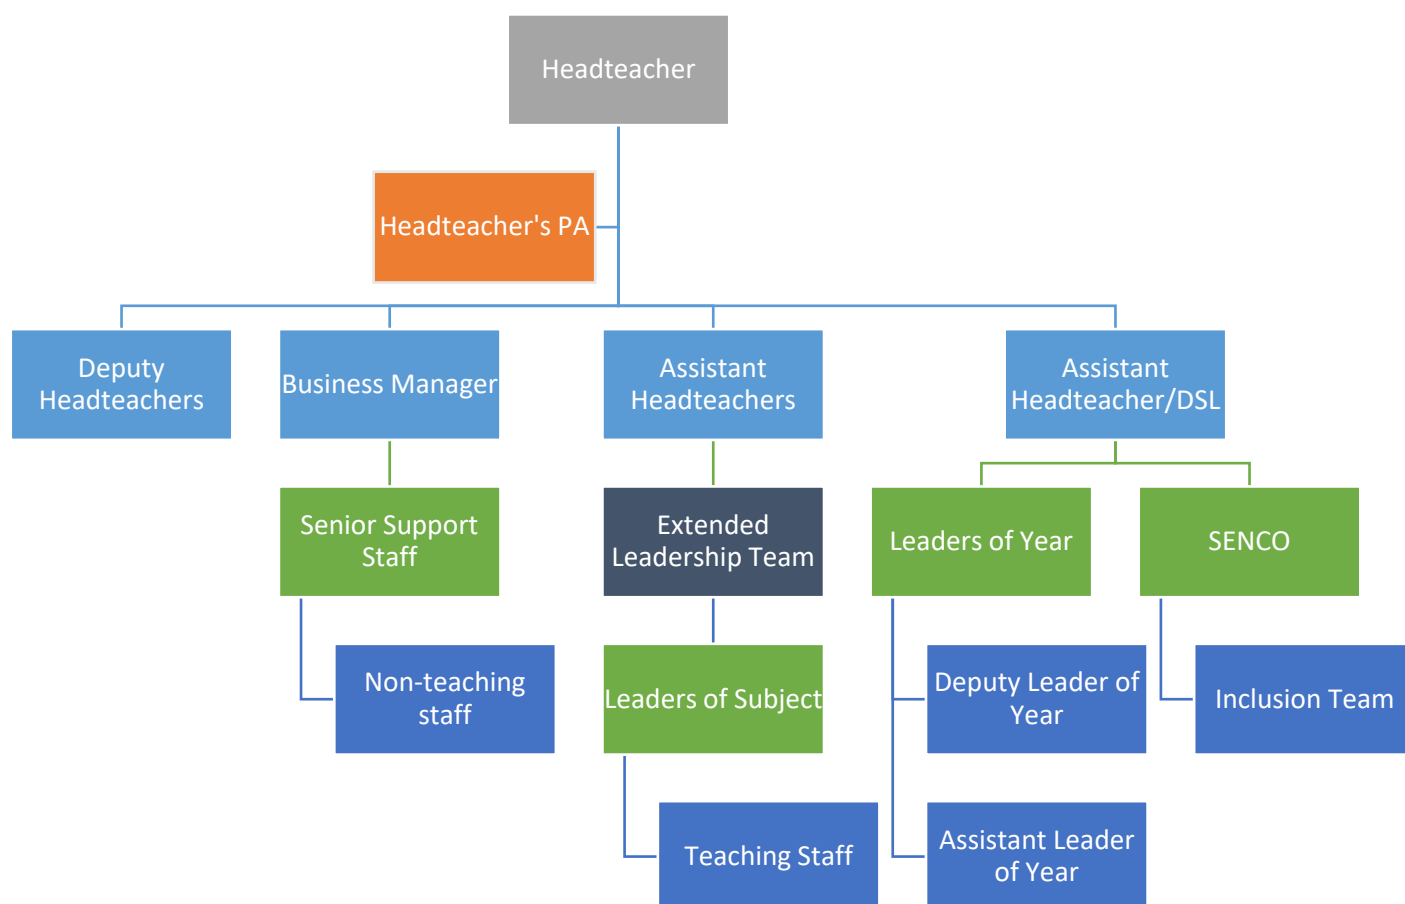 Headteacher
Headteacher's PA
Deputy
Headteachers
Business Manager
Assistant
Headteachers
Assistant
Headteacher/DSL
Senior Support
Staff
Extended
Leadership Team
Leaders of Year
SENCO
Non-teaching
staff
Leaders of Subject
Deputy Leader of
Year
Inclusion Team
Teaching Staff
Assistant Leader
of Year